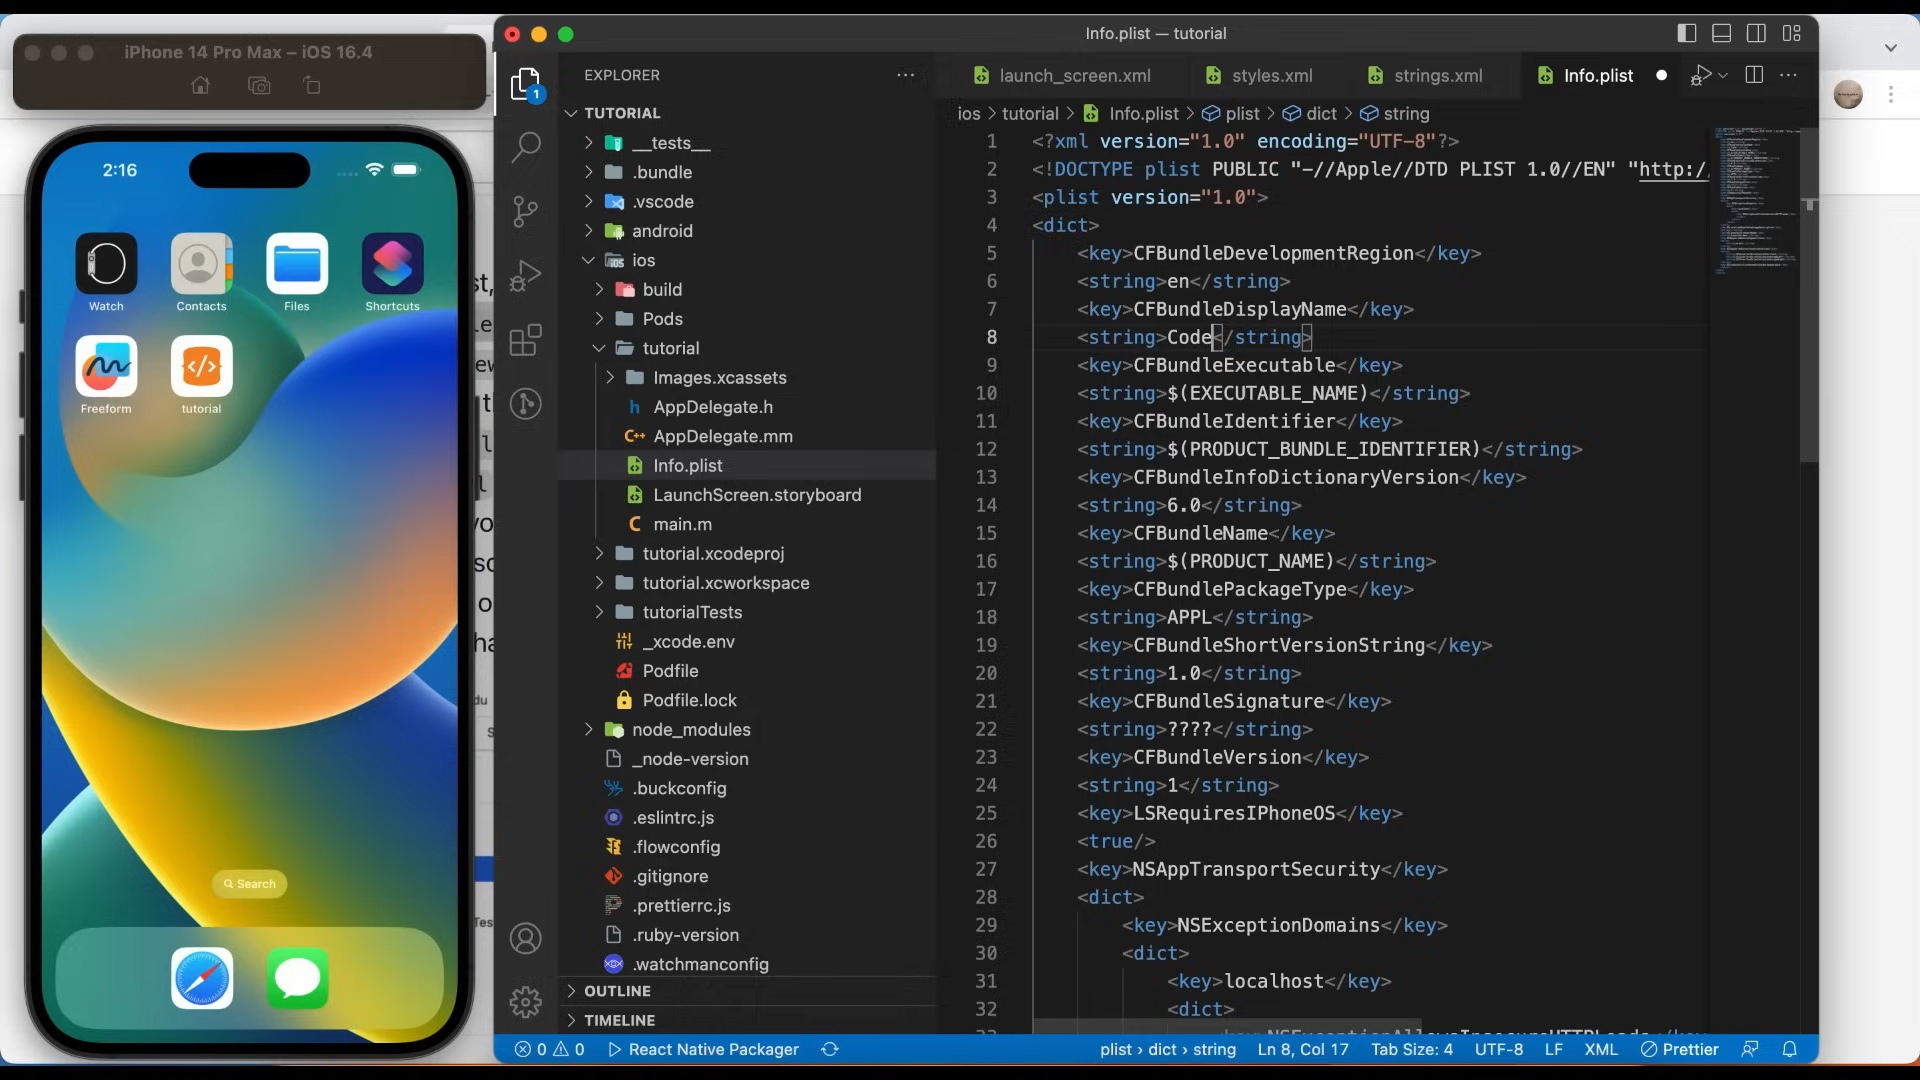 iPhone 14 Pro Max – iOS 16.4
2:16
Watch
Contacts
Files
Shortcuts
Freeform
tutorial
Search
Info.plist — tutorial
1
EXPLORER
TUTORIAL
__tests__
.bundle
.vscode
android
ios
build
Pods
tutorial
Images.xcassets
h AppDelegate.h
C++ AppDelegate.mm
Info.plist
LaunchScreen.storyboard
C main.m
tutorial.xcodeproj
tutorial.xcworkspace
tutorialTests
_xcode.env
Podfile
Podfile.lock
node_modules
_node-version
.buckconfig
.eslintrc.js
.flowconfig
.gitignore
.prettierrc.js
.ruby-version
.watchmanconfig
OUTLINE
TIMELINE
launch_screen.xml
styles.xml
strings.xml
Info.plist
ios > tutorial > Info.plist > plist > dict > string
1 <?xml version="1.0" encoding="UTF-8"?>
2 <!DOCTYPE plist PUBLIC "-//Apple//DTD PLIST 1.0//EN" "http:/
3 <plist version="1.0">
4 <dict>
5 <key>CFBundleDevelopmentRegion</key>
6 <string>en</string>
7 <key>CFBundleDisplayName</key>
8 <string>Code</string>
9 <key>CFBundleExecutable</key>
10 <string>$(EXECUTABLE_NAME)</string>
11 <key>CFBundleIdentifier</key>
12 <string>$(PRODUCT_BUNDLE_IDENTIFIER)</string>
13 <key>CFBundleInfoDictionaryVersion</key>
14 <string>6.0</string>
15 <key>CFBundleName</key>
16 <string>$(PRODUCT_NAME)</string>
17 <key>CFBundlePackageType</key>
18 <string>APPL</string>
19 <key>CFBundleShortVersionString</key>
20 <string>1.0</string>
21 <key>CFBundleSignature</key>
22 <string>????</string>
23 <key>CFBundleVersion</key>
24 <string>1</string>
25 <key>LSRequiresIPhoneOS</key>
26 <true/>
27 <key>NSAppTransportSecurity</key>
28 <dict>
29 <key>NSExceptionDomains</key>
30 <dict>
31 <key>localhost</key>
32 <dict>
0 0 React Native Packager
plist › dict › string Ln 8, Col 17 Tab Size: 4 UTF-8 LF XML Prettier